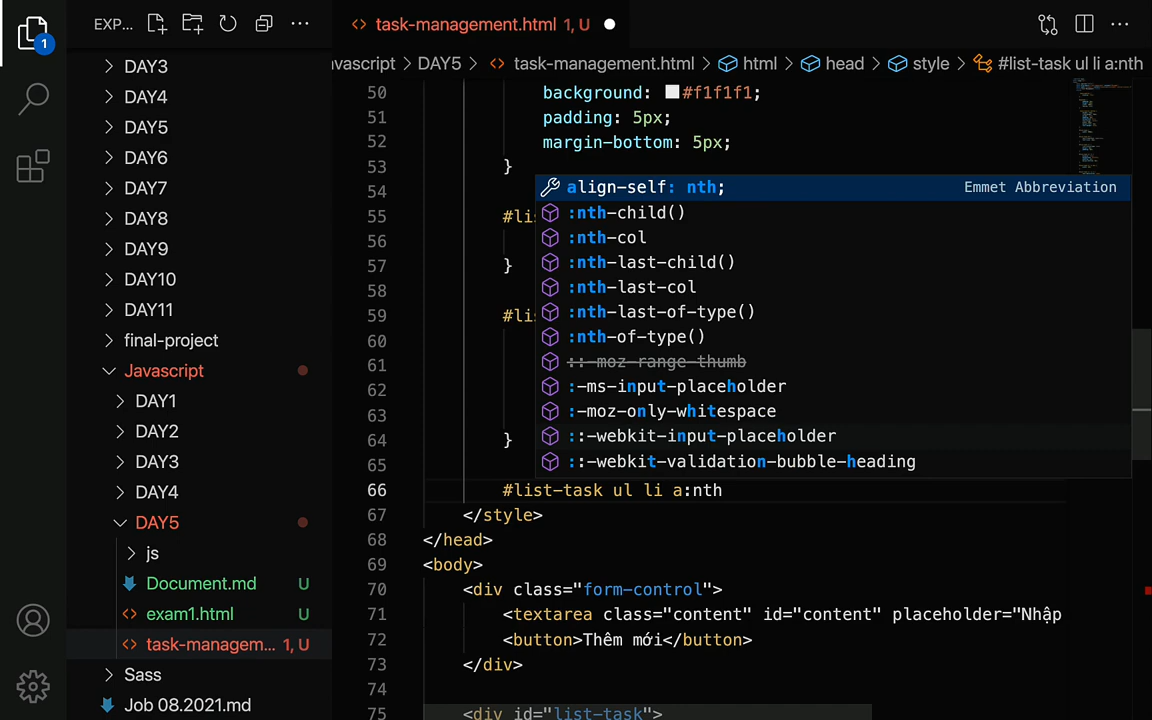 EXP...
task-management.html 1, U
1
vascript > DAY5 > task-management.html > html > head > style > #list-task ul li a:nth
DAY3
DAY4
DAY5
DAY6
DAY7
DAY8
DAY9
DAY10
DAY11
final-project
Javascript
DAY1
DAY2
DAY3
DAY4
DAY5
js
Document.md U
exam1.html U
task-managem... 1, U
Sass
Job 08.2021.md
50 background: #f1f1f1;
51 padding: 5px;
52 margin-bottom: 5px;
53 }
54
55 #lis
56
57 }
58
59 #lis
60
61
62
63
64 }
65
66 #list-task ul li a:nth
67 </style>
68 </head>
69 <body>
70 <div class="form-control">
71 <textarea class="content" id="content" placeholder="Nhập
72 <button>Thêm mới</button>
73 </div>
74
75 <div id="list-task">
align-self: nth; Emmet Abbreviation
:nth-child()
:nth-col
:nth-last-child()
:nth-last-col
:nth-last-of-type()
:nth-of-type()
::-moz-range-thumb
:-ms-input-placeholder
:-moz-only-whitespace
::-webkit-input-placeholder
::-webkit-validation-bubble-heading